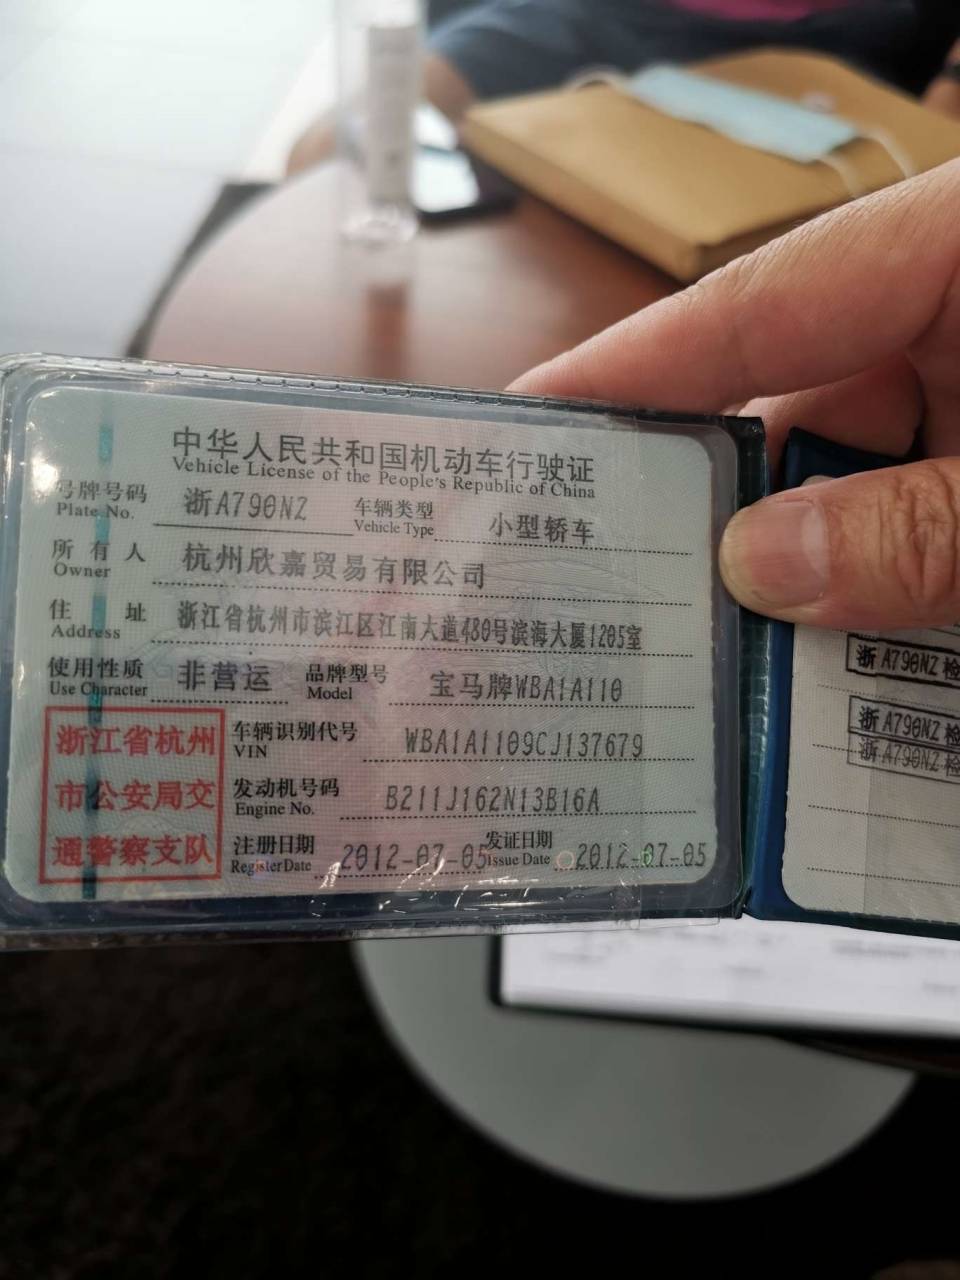 中华人民共和国机动车行驶证
Vehicle License of the People's Republic of China
号牌号码 浙A790NZ 车辆类型 小型轿车
Plate No. Vehicle Type
所有人 杭州欣嘉贸易有限公司
Owner
住址 浙江省杭州市滨江区江南大道480号滨海大厦1205室
Address
使用性质 非营运 品牌型号 宝马牌WBA1A110
Use Character Model
浙江省杭州
市公安局交
通警察支队
车辆识别代号 WBA1A1109CJ137679
VIN
发动机号码 B211J162N13B16A
Engine No.
注册日期 2012-07-05 发证日期 2012-07-05
Register Date Issue Date
浙A790NZ 检
浙A790NZ 检
浙A790NZ 检